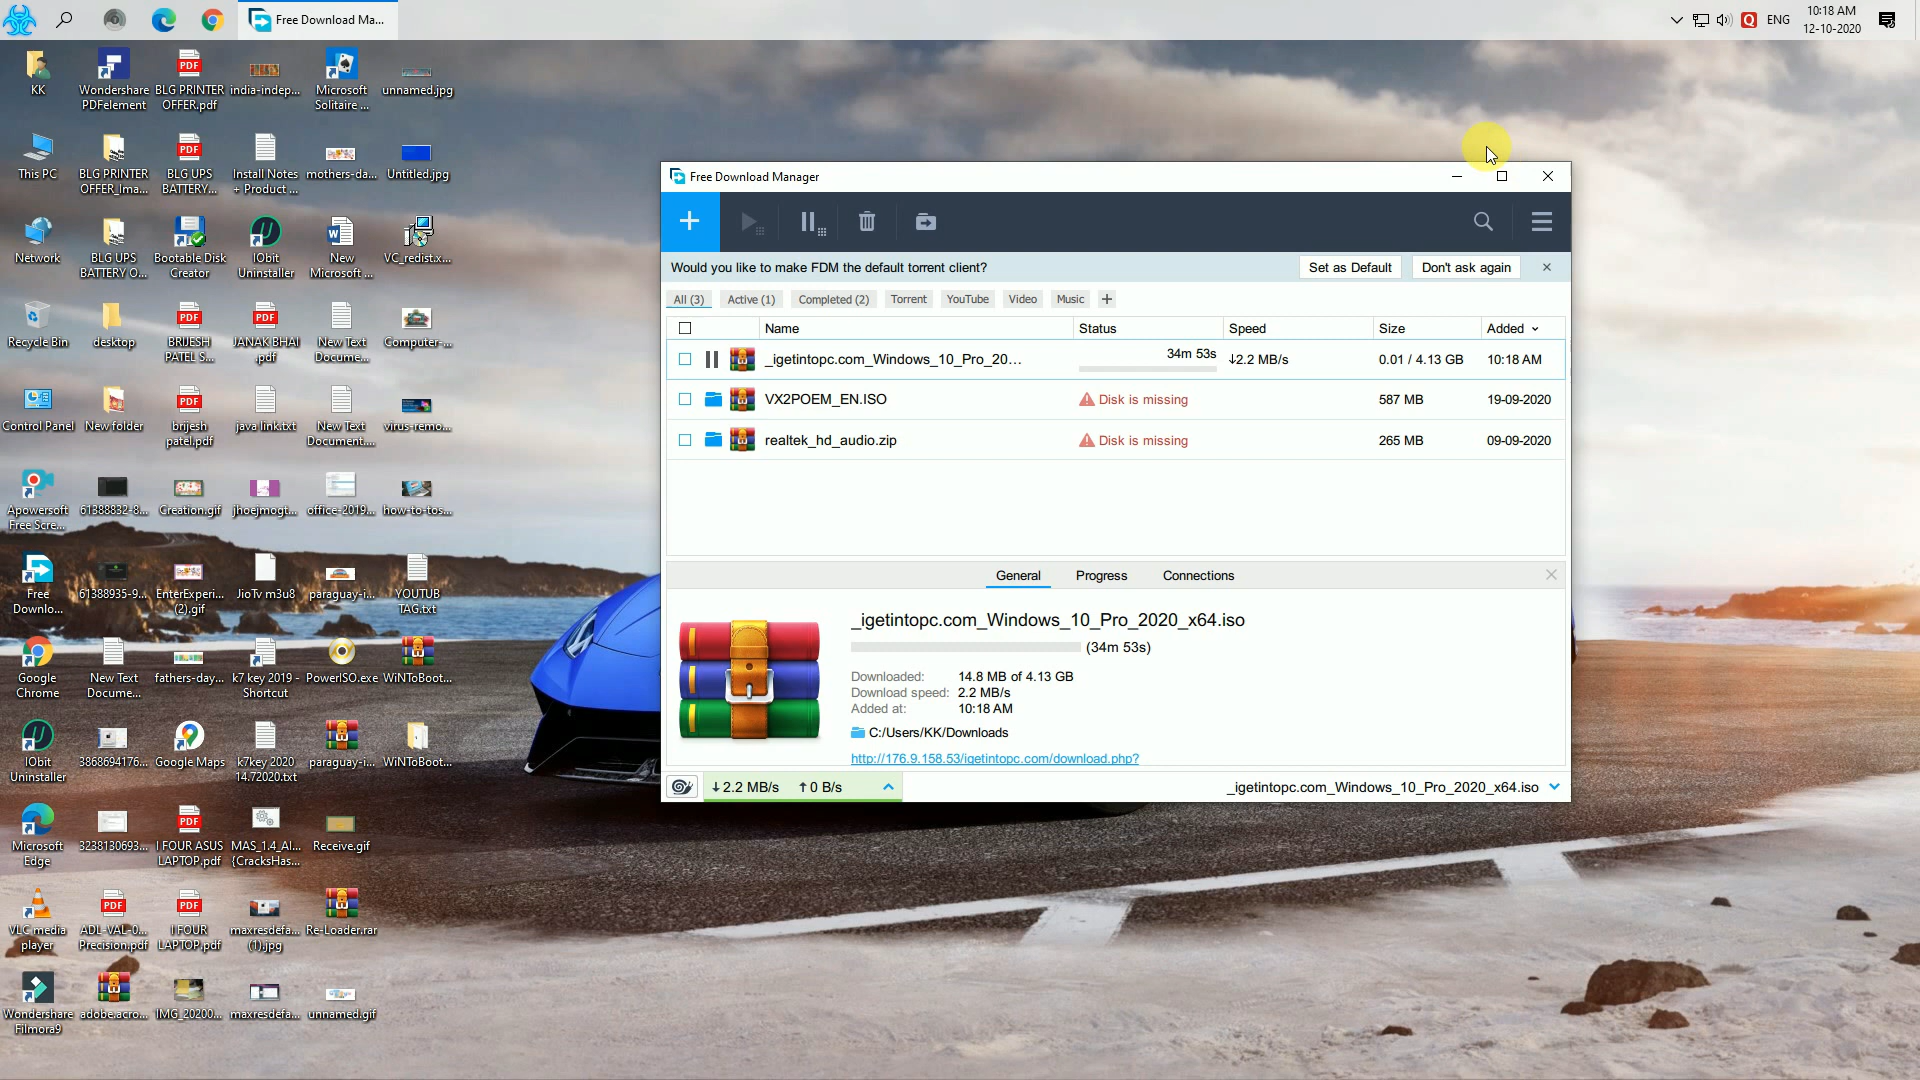 Free Download Ma...
ENG
10:18 AM
12-10-2020
KK
Wondershare
PDFelement
BLG PRINTER
OFFER.pdf
india-indep...
Microsoft
Solitaire ...
unnamed.jpg
This PC
BLG PRINTER
OFFER_Ima...
BLG UPS
BATTERY...
Install Notes
+ Product ...
mothers-da...
Untitled.jpg
Network
BLG UPS
BATTERY O...
Bootable Disk
Creator
IObit
Uninstaller
New
Microsoft ...
VC_redist.x...
Recycle Bin
desktop
BRIJESH
PATEL S...
JANAK BHAI
.pdf
New Text
Docume...
Computer-...
Control Panel
New folder
brijesh
patel.pdf
java link.txt
New Text
Document....
virus-remo...
Apowersoft
Free Scre...
61388832-8...
Creation.gif
jhoejmogt...
office-2019...
how-to-tos...
Free
Downlo...
61388935-9...
EnterExperi...
(2).gif
JioTv m3u8
paraguay-i...
YOUTUB
TAG.txt
Google
Chrome
New Text
Docume...
fathers-day...
k7 key 2019 -
Shortcut
PowerISO.exe
WiNToBoot...
IObit
Uninstaller
3868694176...
Google Maps
k7key 2020
14.72020.txt
paraguay-i...
WiNToBoot...
Microsoft
Edge
3238130693...
I FOUR ASUS
LAPTOP.pdf
MAS_1.4_AI...
{CracksHas...
Receive.gif
VLC media
player
ADL-VAL-0...
Precision.pdf
I FOUR
LAPTOP.pdf
maxresdefa...
(1).jpg
Re-Loader.rar
Wondershare
Filmora9
adobe.acro...
IMG_20200...
maxresdefa...
unnamed.gif
Free Download Manager
Would you like to make FDM the default torrent client?
Set as Default
Don't ask again
All (3)
Active (1)
Completed (2)
Torrent
YouTube
Video
Music
Name
Status
Speed
Size
Added
_igetintopc.com_Windows_10_Pro_20...
34m 53s
↓2.2 MB/s
0.01 / 4.13 GB
10:18 AM
VX2POEM_EN.ISO
Disk is missing
587 MB
19-09-2020
realtek_hd_audio.zip
Disk is missing
265 MB
09-09-2020
General
Progress
Connections
_igetintopc.com_Windows_10_Pro_2020_x64.iso
(34m 53s)
Downloaded: 14.8 MB of 4.13 GB
Download speed: 2.2 MB/s
Added at: 10:18 AM
C:/Users/KK/Downloads
http://176.9.158.53/igetintopc.com/download.php?
↓2.2 MB/s
↑0 B/s
_igetintopc.com_Windows_10_Pro_2020_x64.iso
PDF
PDF
PDF
PDF
PDF
PDF
PDF
PDF
PDF